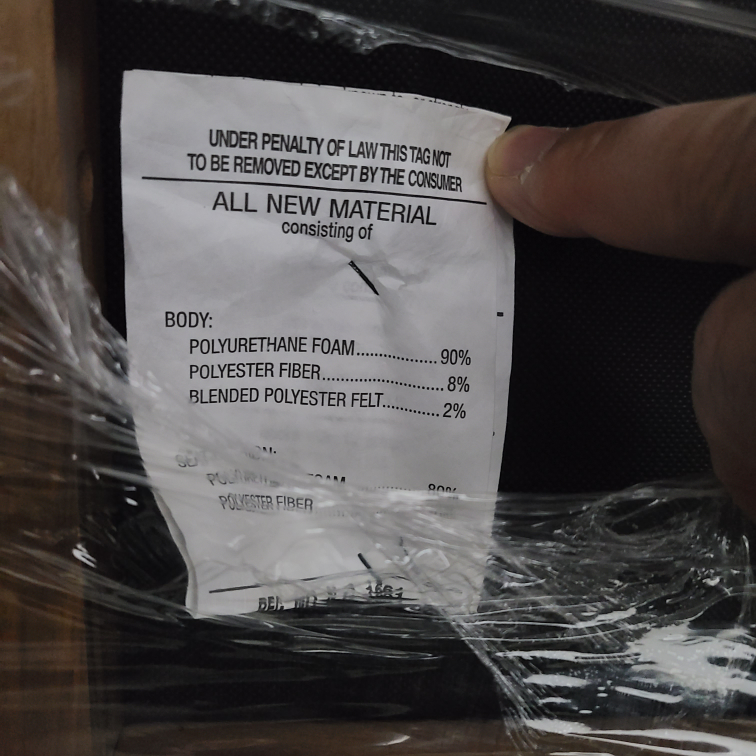 UNDER PENALTY OF LAW THIS TAG NOT
TO BE REMOVED EXCEPT BY THE CONSUMER
ALL NEW MATERIAL
consisting of
BODY:
POLYURETHANE FOAM................ 90%
POLYESTER FIBER........................ 8%
BLENDED POLYESTER FELT........... 2%
80%
POLYESTER FIBER